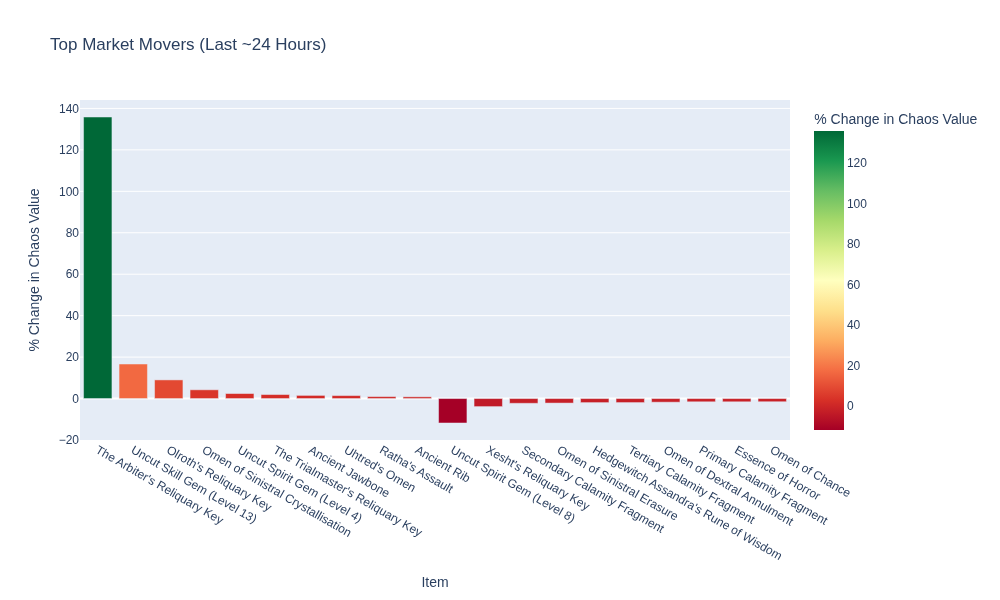 Top Market Movers (Last ~24 Hours)
% Change in Chaos Value
140
120
100
80
60
40
20
0
−20
The Arbiter's Reliquary Key
Uncut Skill Gem (Level 13)
Olroth's Reliquary Key
Omen of Sinistral Crystallisation
Uncut Spirit Gem (Level 4)
The Trialmaster's Reliquary Key
Ancient Jawbone
Uhtred's Omen
Ratha's Assault
Ancient Rib
Uncut Spirit Gem (Level 8)
Xesht's Reliquary Key
Secondary Calamity Fragment
Omen of Sinistral Erasure
Hedgewitch Assandra's Rune of Wisdom
Tertiary Calamity Fragment
Omen of Dextral Annulment
Primary Calamity Fragment
Essence of Horror
Omen of Chance
Item
% Change in Chaos Value
120
100
80
60
40
20
0